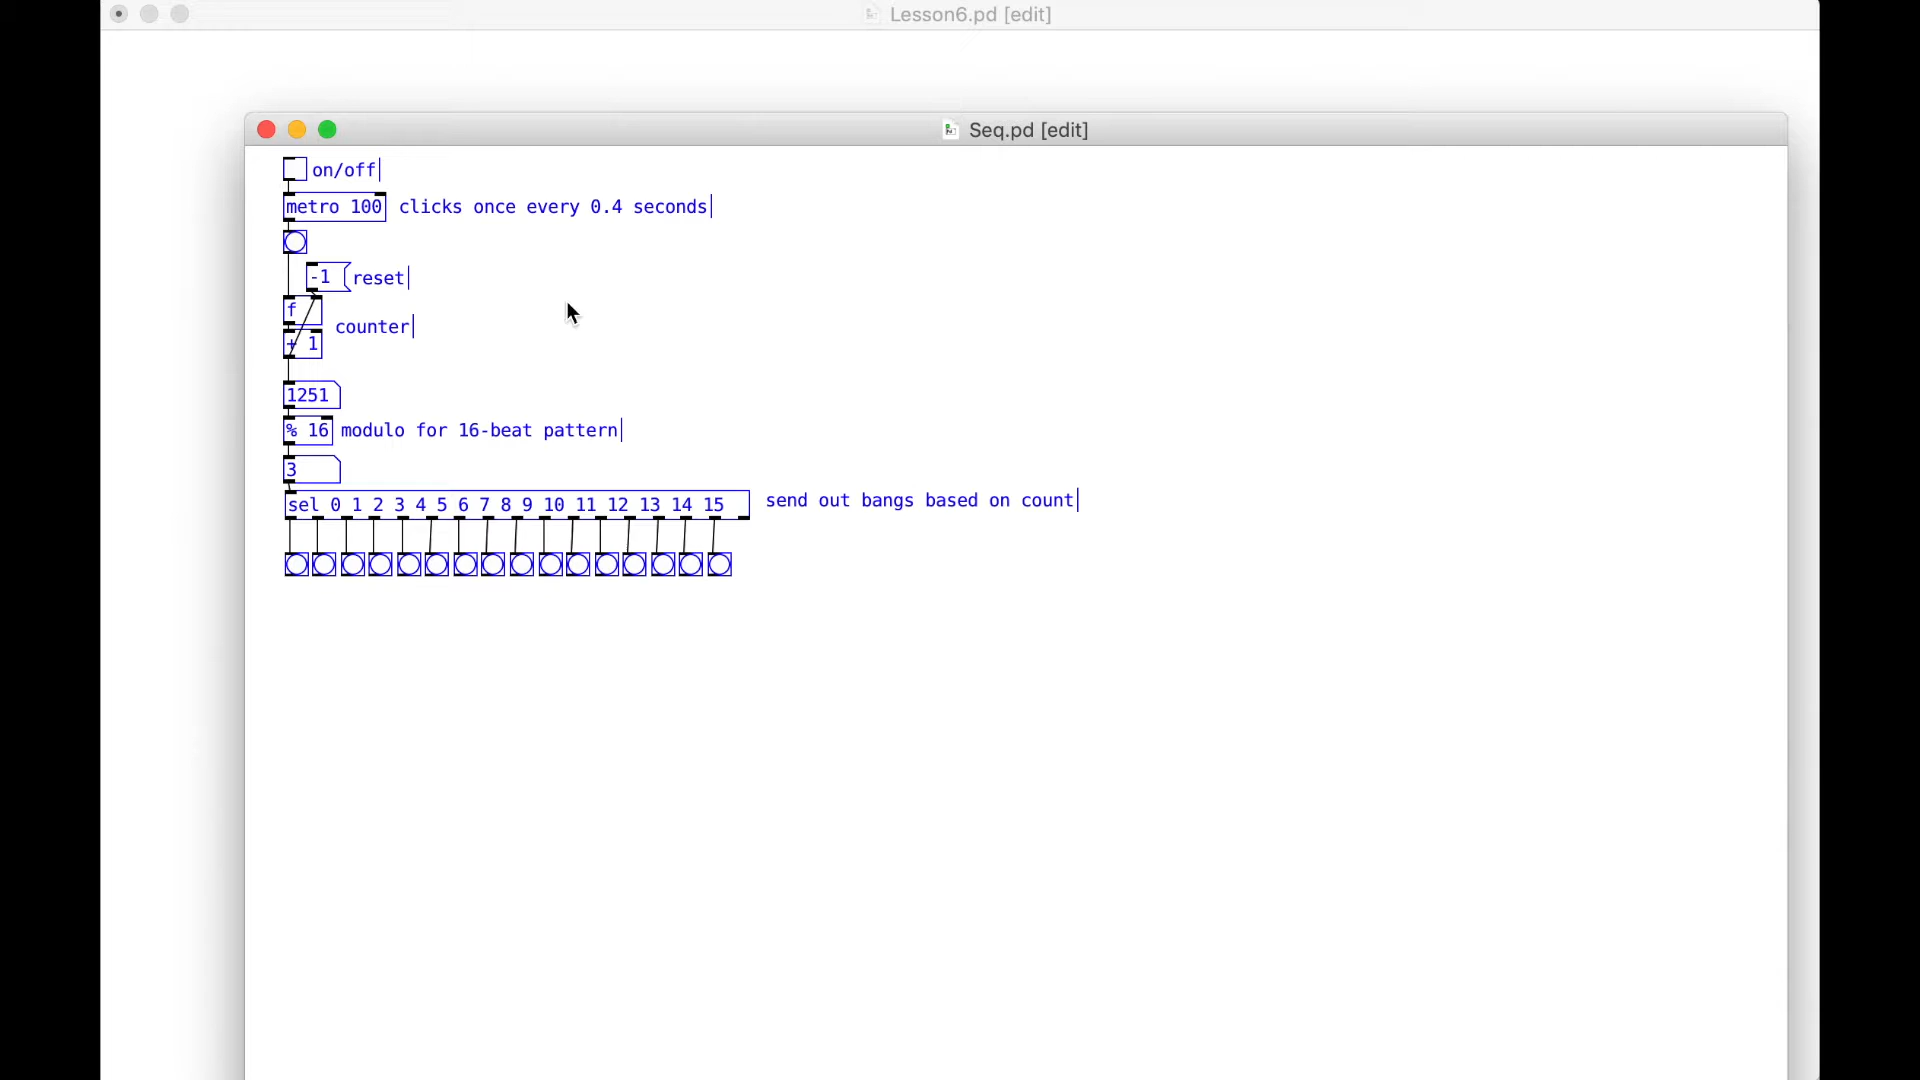 Lesson6.pd [edit]
Seq.pd [edit]
on/off
metro 100 clicks once every 0.4 seconds
-1 reset
f
counter
+ 1
1251
% 16 modulo for 16-beat pattern
3
sel 0 1 2 3 4 5 6 7 8 9 10 11 12 13 14 15 send out bangs based on count